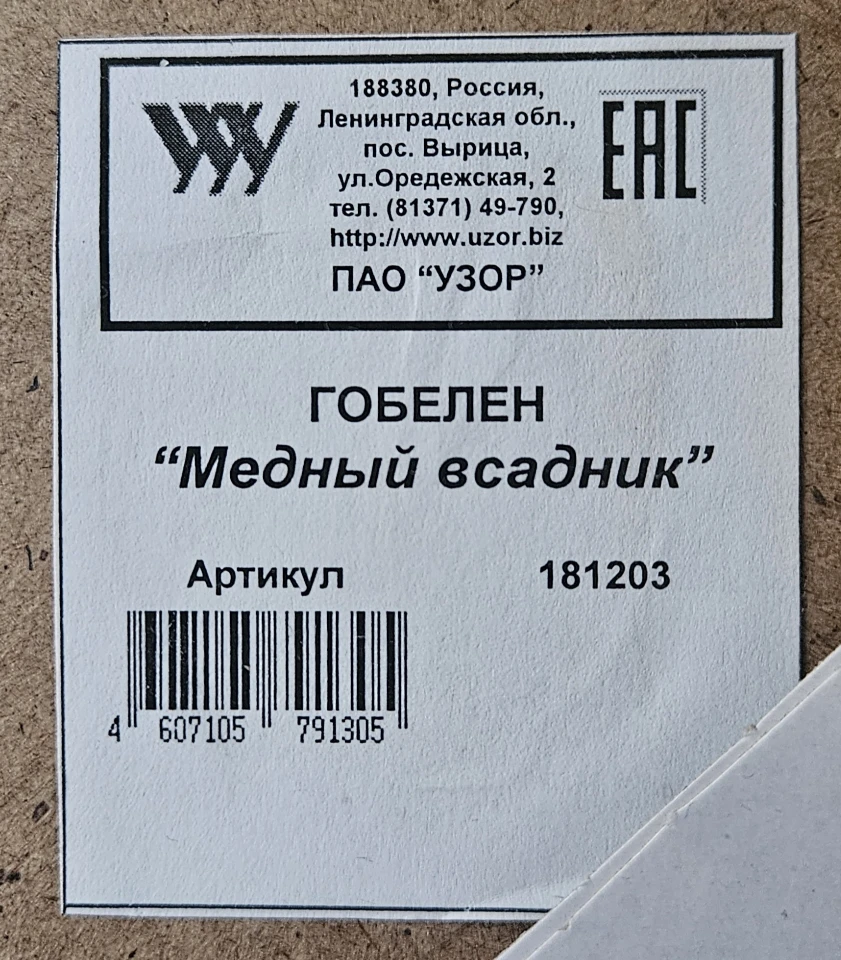 188380, Россия,
Ленинградская обл.,
пос. Вырица,
ул.Оредежская, 2
тел. (81371) 49-790,
http://www.uzor.biz
ПАО “УЗОР”
УУУ
ЕАС
ГОБЕЛЕН
“Медный всадник”
Артикул 181203
4 607105 791305